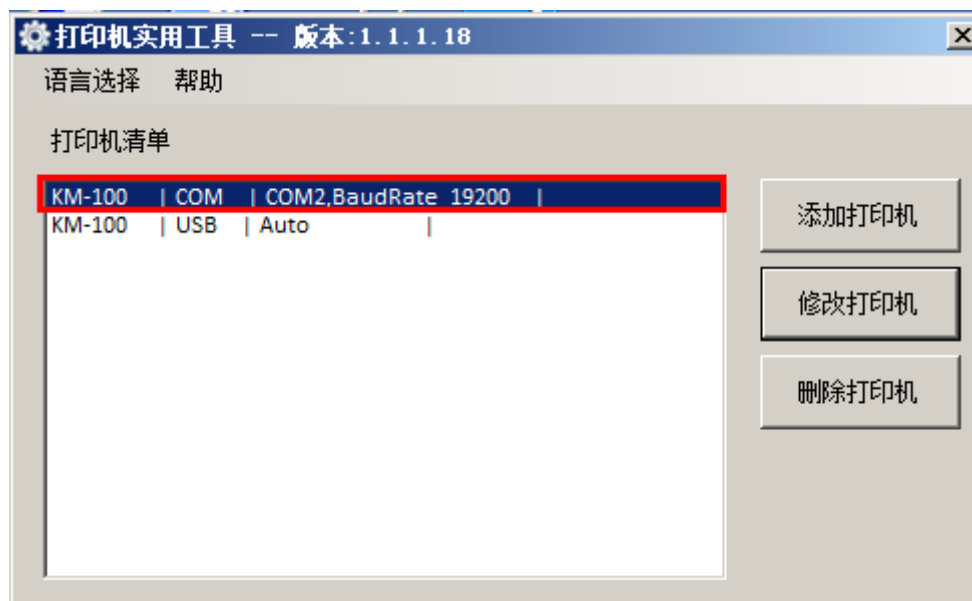 打印机实用工具 -- 版本:1.1.1.18
语言选择 帮助
打印机清单
KM-100 | COM | COM2,BaudRate 19200 |
KM-100 | USB | Auto |
添加打印机
修改打印机
删除打印机